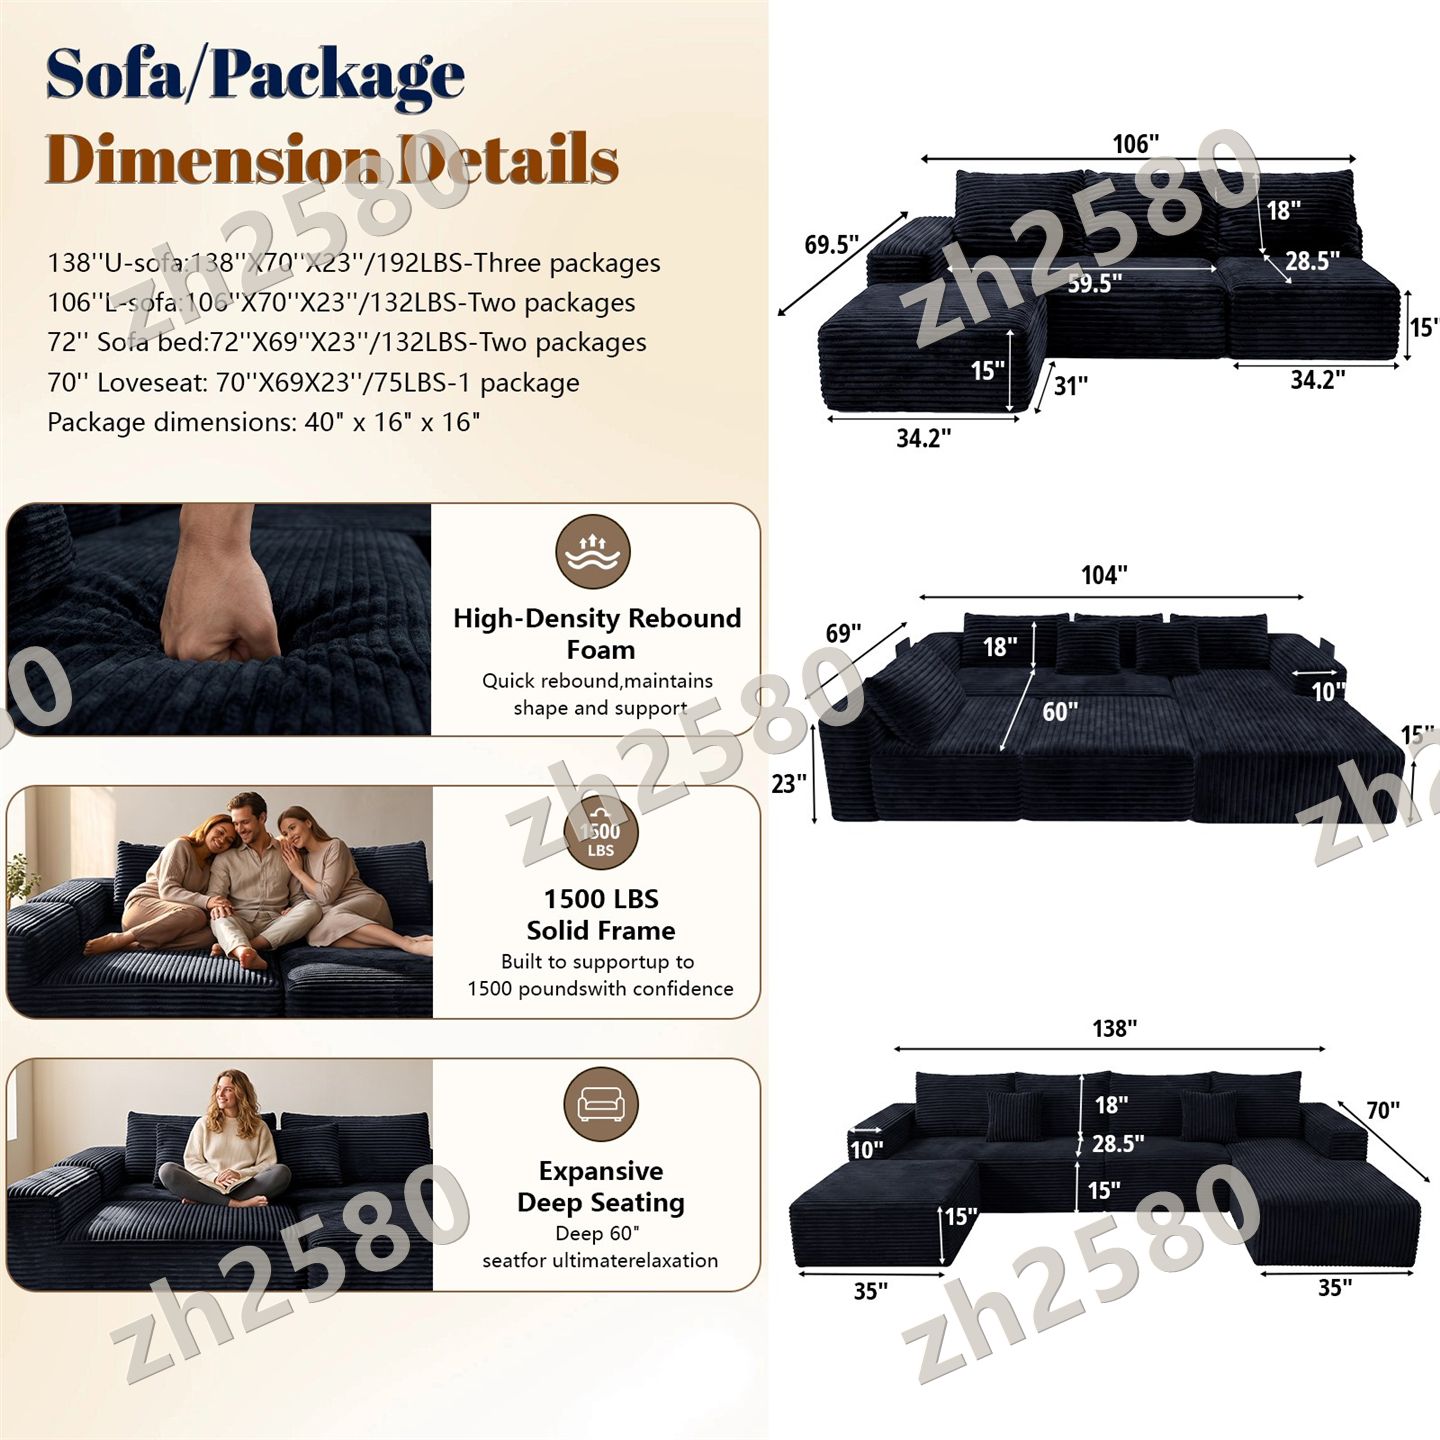 Sofa/Package
Dimension Details
138''U-sofa:138''X70''X23''/192LBS-Three packages
106''L-sofa:106''X70''X23''/132LBS-Two packages
72'' Sofa bed:72''X69''X23''/132LBS-Two packages
70'' Loveseat: 70''X69X23''/75LBS-1 package
Package dimensions: 40" x 16" x 16"
High-Density Rebound
Foam
Quick rebound,maintains
shape and support
1500
LBS
1500 LBS
Solid Frame
Built to supportup to
1500 poundswith confidence
Expansive
Deep Seating
Deep 60"
seatfor ultimaterelaxation
106"
69.5"
18"
28.5"
59.5"
15"
15"
31"
34.2"
34.2"
104"
69"
18"
10"
60"
15"
23"
138"
18"
70"
10"
28.5"
15"
15"
35"
35"
zh2580
zh2580
zh2580
zh2580
zh2580
80
zh2